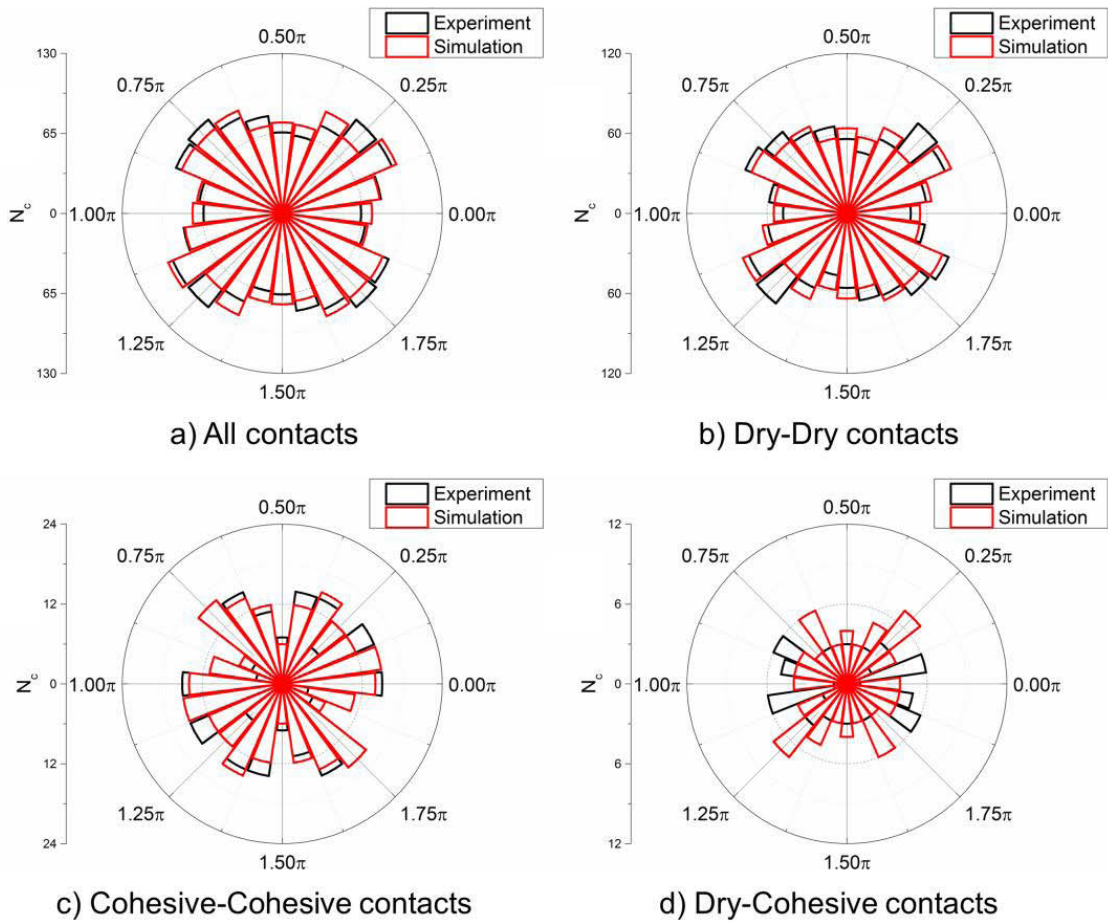 Experiment
Simulation
130
65
0
65
130
N_c
0.50π
0.75π
0.25π
1.00π
0.00π
1.25π
1.75π
1.50π
a) All contacts
Experiment
Simulation
120
60
0
60
120
N_c
0.50π
0.75π
0.25π
1.00π
0.00π
1.25π
1.75π
1.50π
b) Dry-Dry contacts
Experiment
Simulation
24
12
0
12
24
N_c
0.50π
0.75π
0.25π
1.00π
0.00π
1.25π
1.75π
1.50π
c) Cohesive-Cohesive contacts
Experiment
Simulation
12
6
0
6
12
N_c
0.50π
0.75π
0.25π
1.00π
0.00π
1.25π
1.75π
1.50π
d) Dry-Cohesive contacts